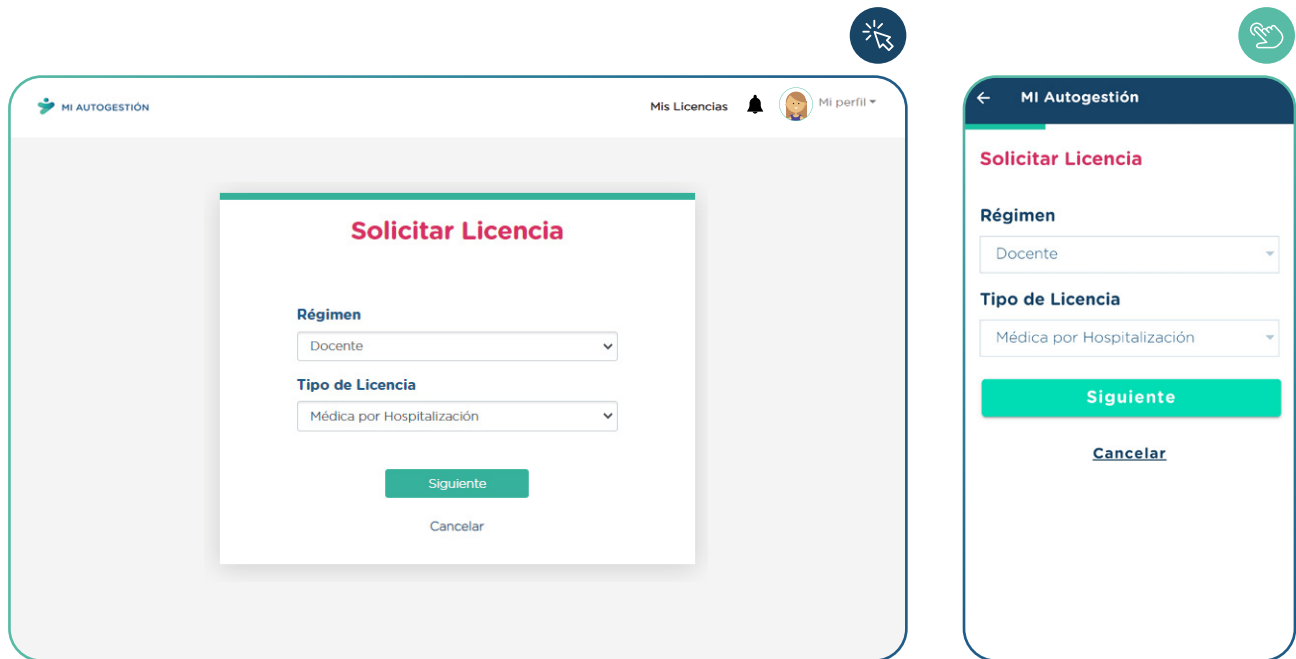 MI AUTOGESTIÓN
Mis Licencias
Mi perfil
Solicitar Licencia
Régimen
Docente
Tipo de Licencia
Médica por Hospitalización
Siguiente
Cancelar
MI Autogestión
Solicitar Licencia
Régimen
Docente
Tipo de Licencia
Médica por Hospitalización
Siguiente
Cancelar